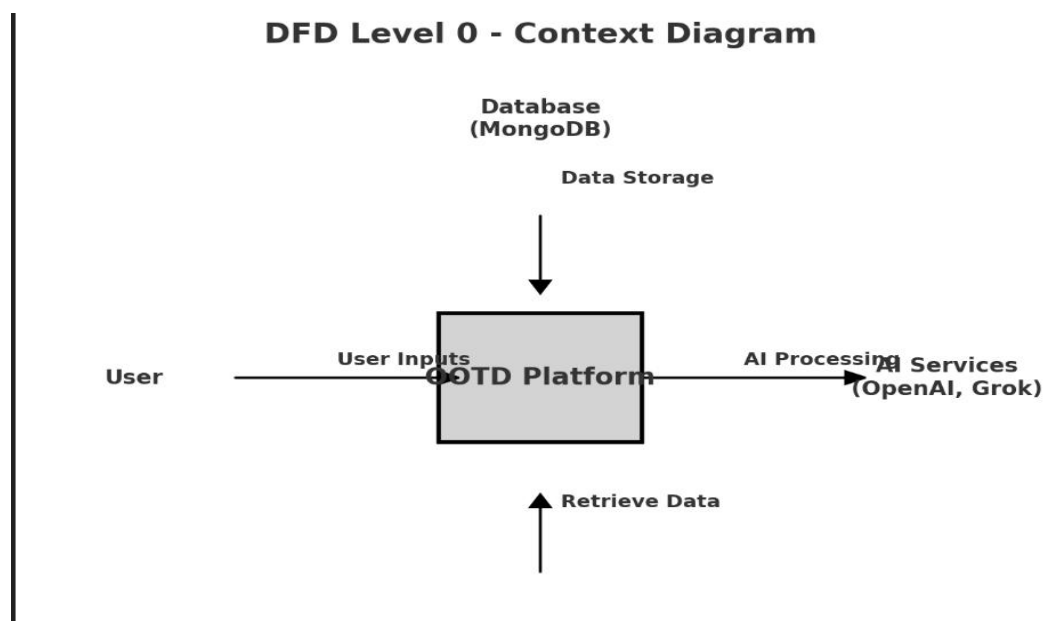 DFD Level 0 - Context Diagram
Database
(MongoDB)
Data Storage
User Inputs
AI Processing
User
OOTD Platform
AI Services
(OpenAI, Grok)
Retrieve Data